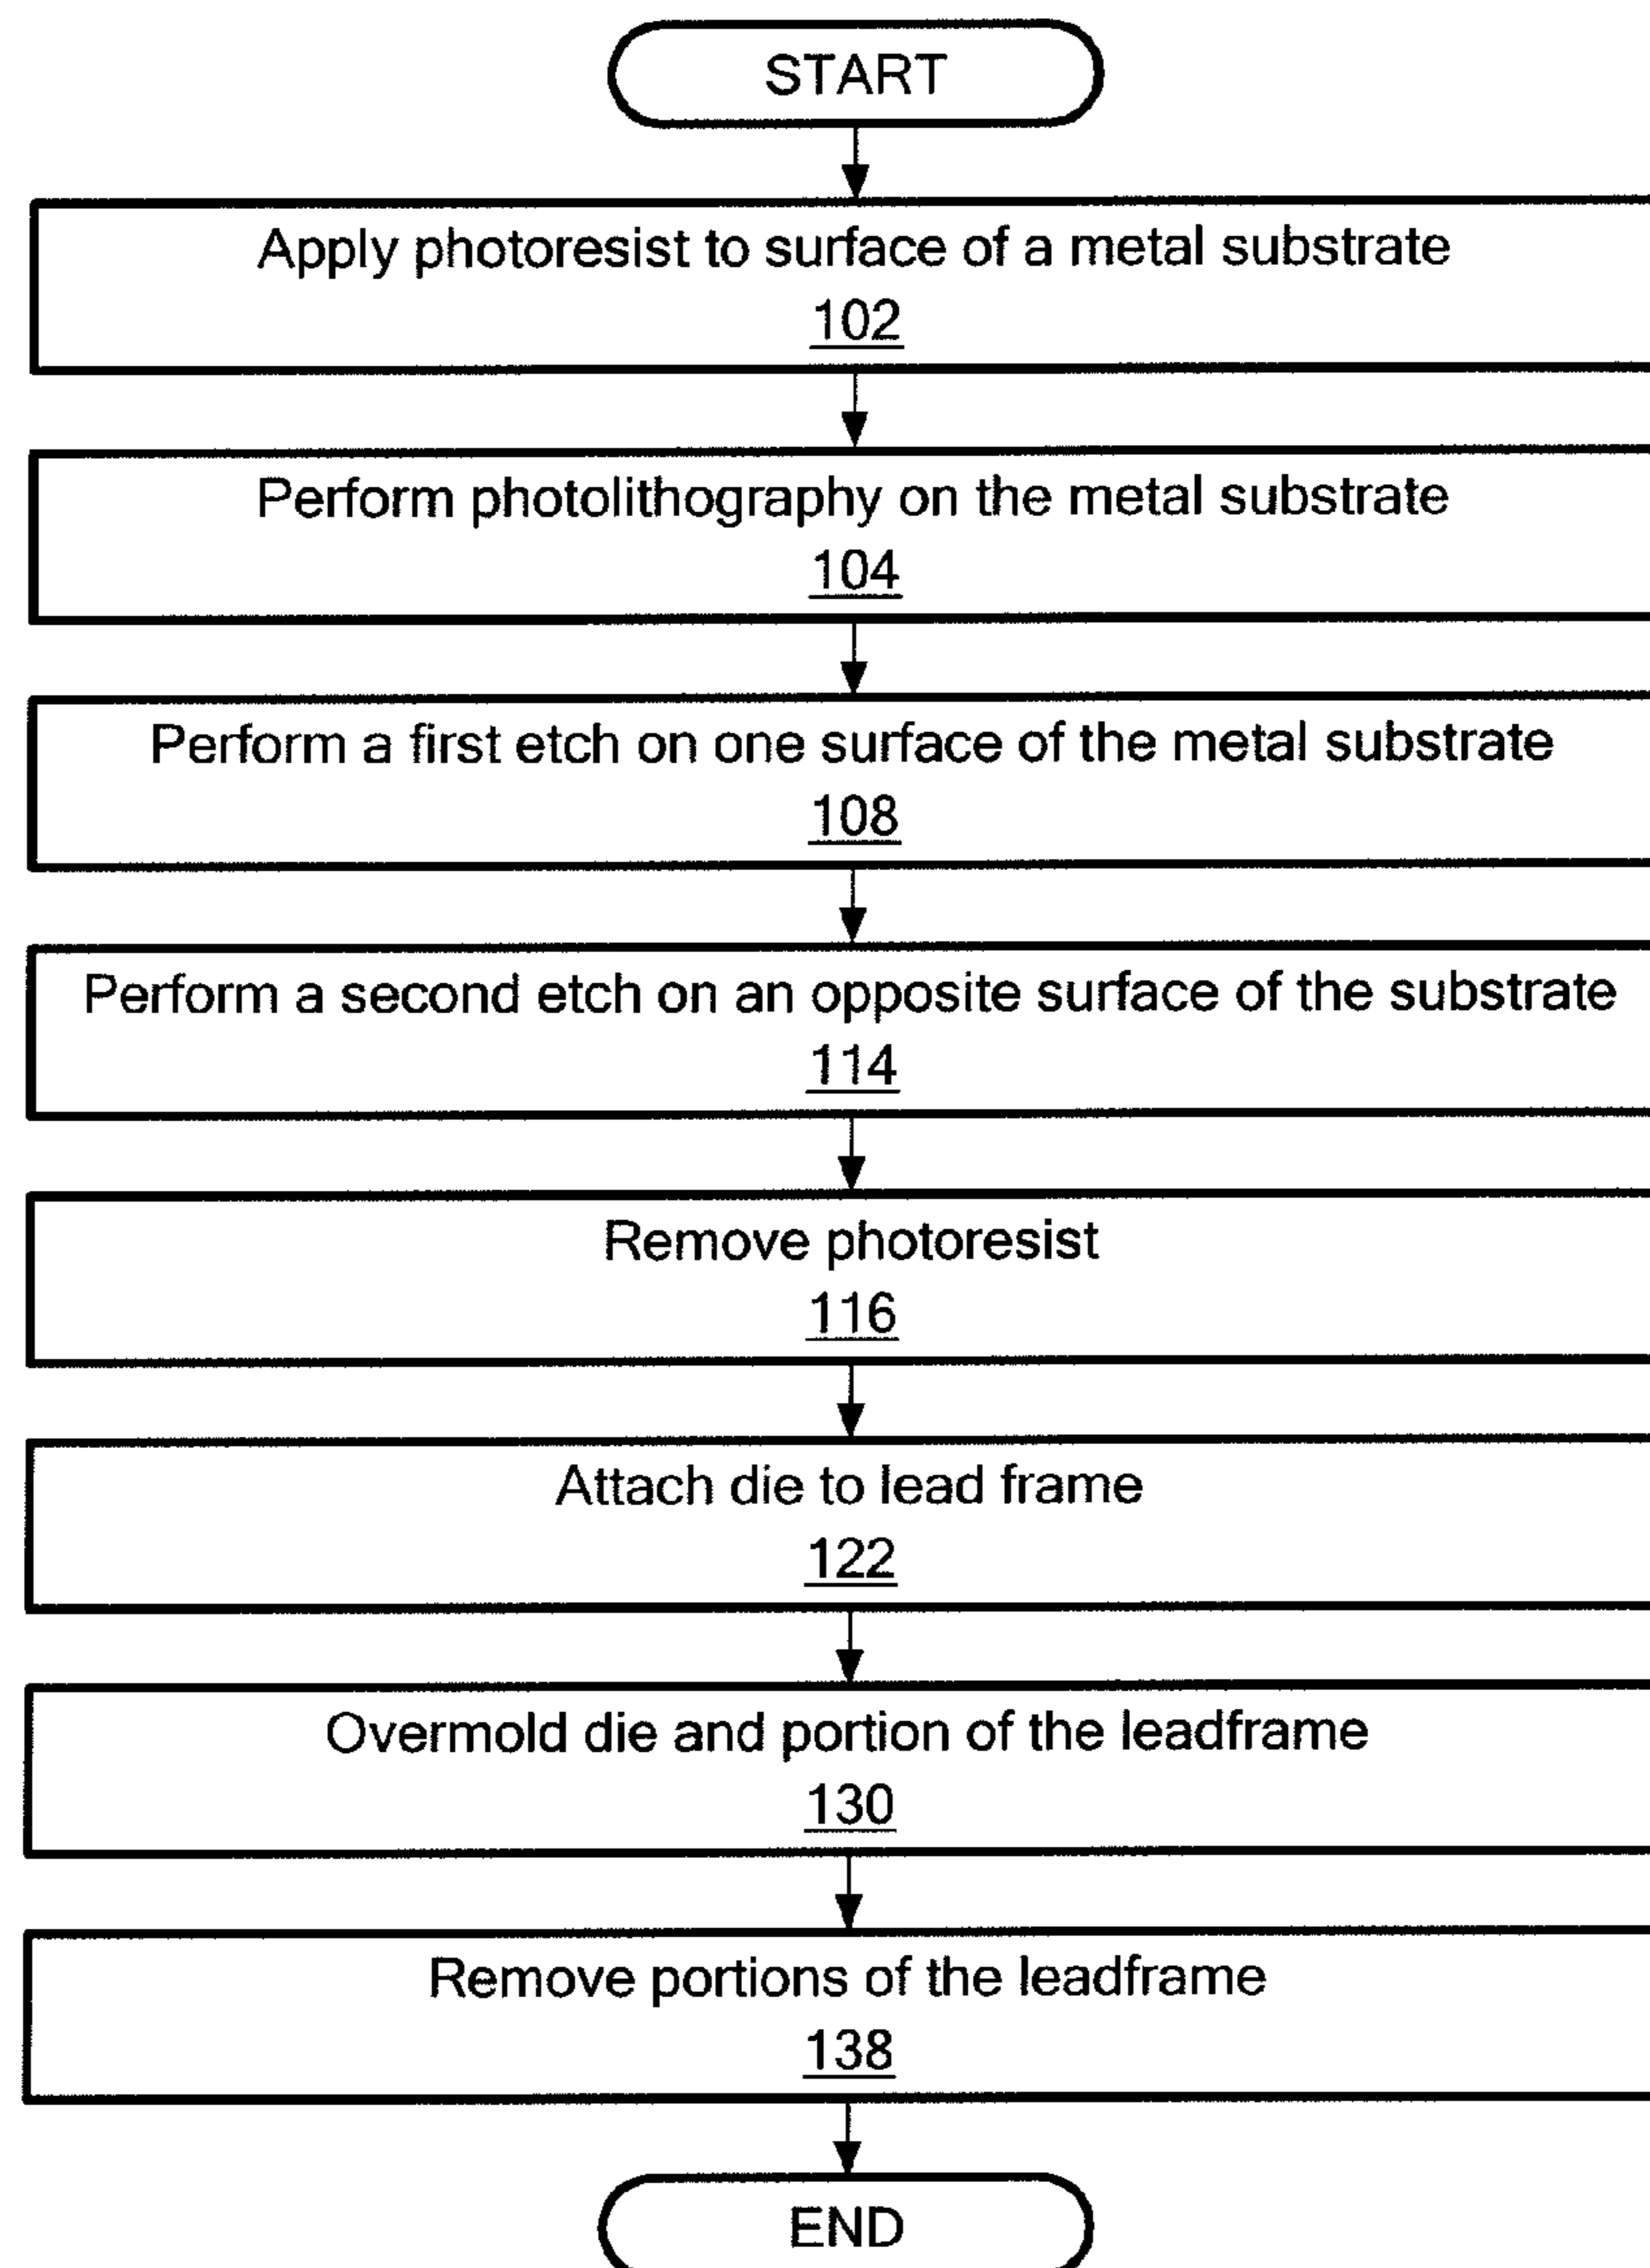 START
Apply photoresist to surface of a metal substrate
102
Perform photolithography on the metal substrate
104
Perform a first etch on one surface of the metal substrate
108
Perform a second etch on an opposite surface of the substrate
114
Remove photoresist
116
Attach die to lead frame
122
Overmold die and portion of the leadframe
130
Remove portions of the leadframe
138
END